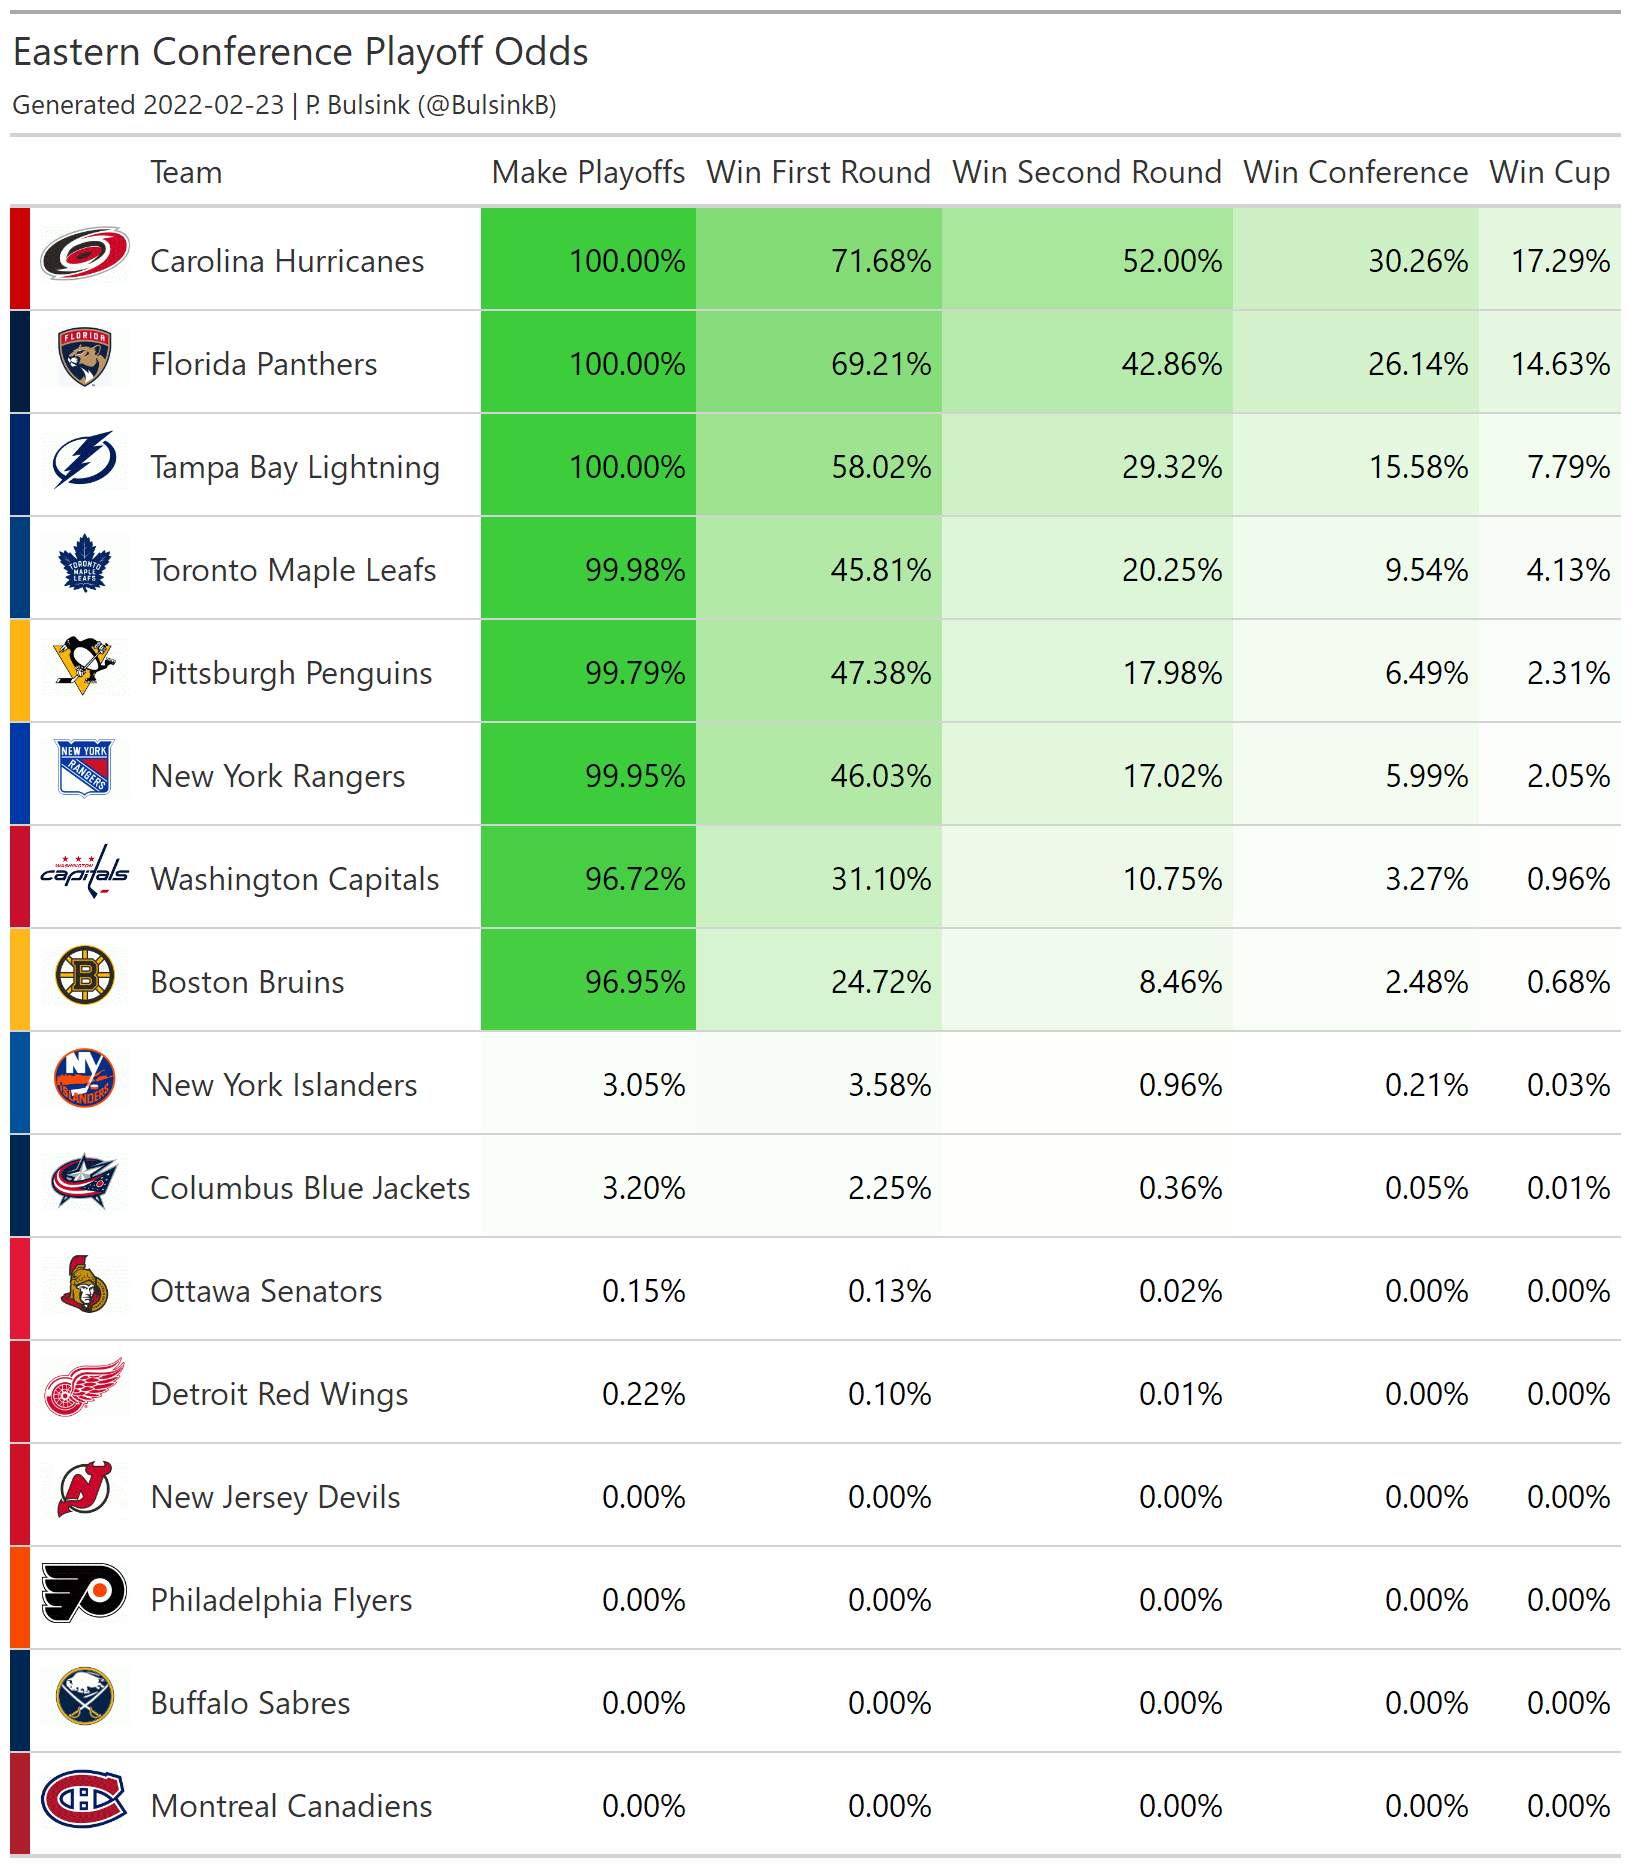 Eastern Conference Playoff Odds
Generated 2022-02-23 | P. Bulsink (@BulsinkB)
Team Make Playoffs Win First Round Win Second Round Win Conference Win Cup
Carolina Hurricanes 100.00% 71.68% 52.00% 30.26% 17.29%
FLORIDA
Florida Panthers 100.00% 69.21% 42.86% 26.14% 14.63%
Tampa Bay Lightning 100.00% 58.02% 29.32% 15.58% 7.79%
TORONTO
MAPLE
LEAFS
Toronto Maple Leafs 99.98% 45.81% 20.25% 9.54% 4.13%
Pittsburgh Penguins 99.79% 47.38% 17.98% 6.49% 2.31%
NEW YORK
RANGERS
New York Rangers 99.95% 46.03% 17.02% 5.99% 2.05%
WASHINGTON
capitals
Washington Capitals 96.72% 31.10% 10.75% 3.27% 0.96%
B
Boston Bruins 96.95% 24.72% 8.46% 2.48% 0.68%
NY
ISLANDERS
New York Islanders 3.05% 3.58% 0.96% 0.21% 0.03%
Columbus Blue Jackets 3.20% 2.25% 0.36% 0.05% 0.01%
Ottawa Senators 0.15% 0.13% 0.02% 0.00% 0.00%
Detroit Red Wings 0.22% 0.10% 0.01% 0.00% 0.00%
New Jersey Devils 0.00% 0.00% 0.00% 0.00% 0.00%
Philadelphia Flyers 0.00% 0.00% 0.00% 0.00% 0.00%
Buffalo Sabres 0.00% 0.00% 0.00% 0.00% 0.00%
Montreal Canadiens 0.00% 0.00% 0.00% 0.00% 0.00%